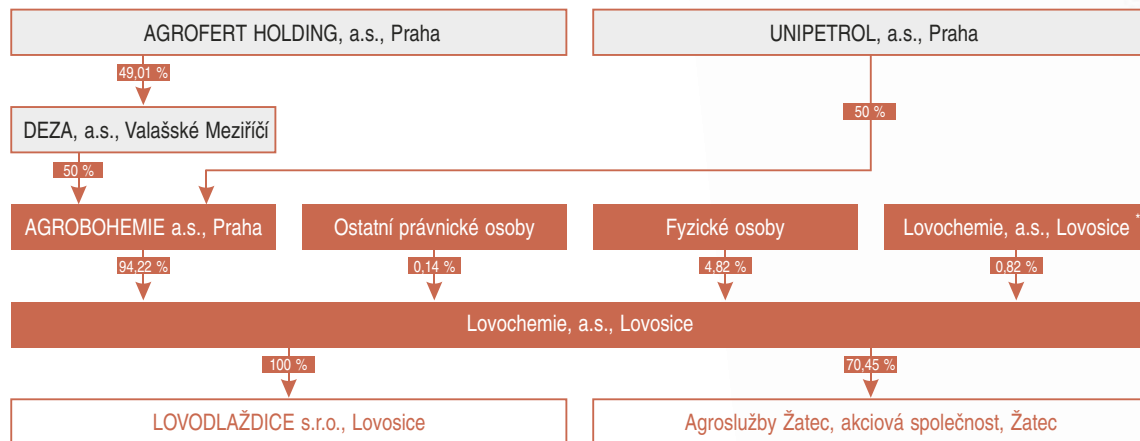 AGROFERT HOLDING, a.s., Praha
UNIPETROL, a.s., Praha
49,01 %
DEZA, a.s., Valašské Meziříčí
50 %
50 %
AGROBOHEMIE a.s., Praha
Ostatní právnické osoby
Fyzické osoby
Lovochemie, a.s., Lovosice *
94,22 %
0,14 %
4,82 %
0,82 %
Lovochemie, a.s., Lovosice
100 %
70,45 %
LOVODLAŽDICE s.r.o., Lovosice
Agroslužby Žatec, akciová společnost, Žatec